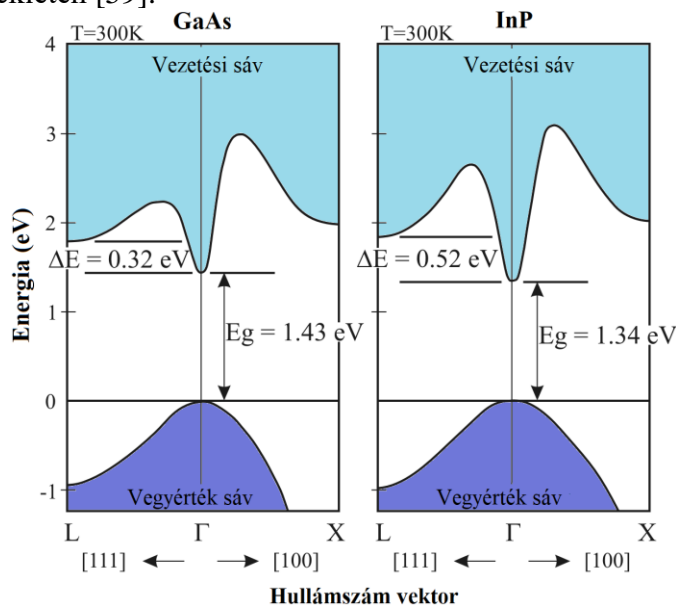 [39].
GaAs
InP
T=300K
T=300K
Vezetési sáv
Vezetési sáv
4
3
2
1
0
-1
Energia (eV)
ΔE = 0.32 eV
ΔE = 0.52 eV
Eg = 1.43 eV
Eg = 1.34 eV
Vegyérték sáv
Vegyérték sáv
L Γ X
L Γ X
[111] ← → [100]
[111] ← → [100]
Hullámszám vektor